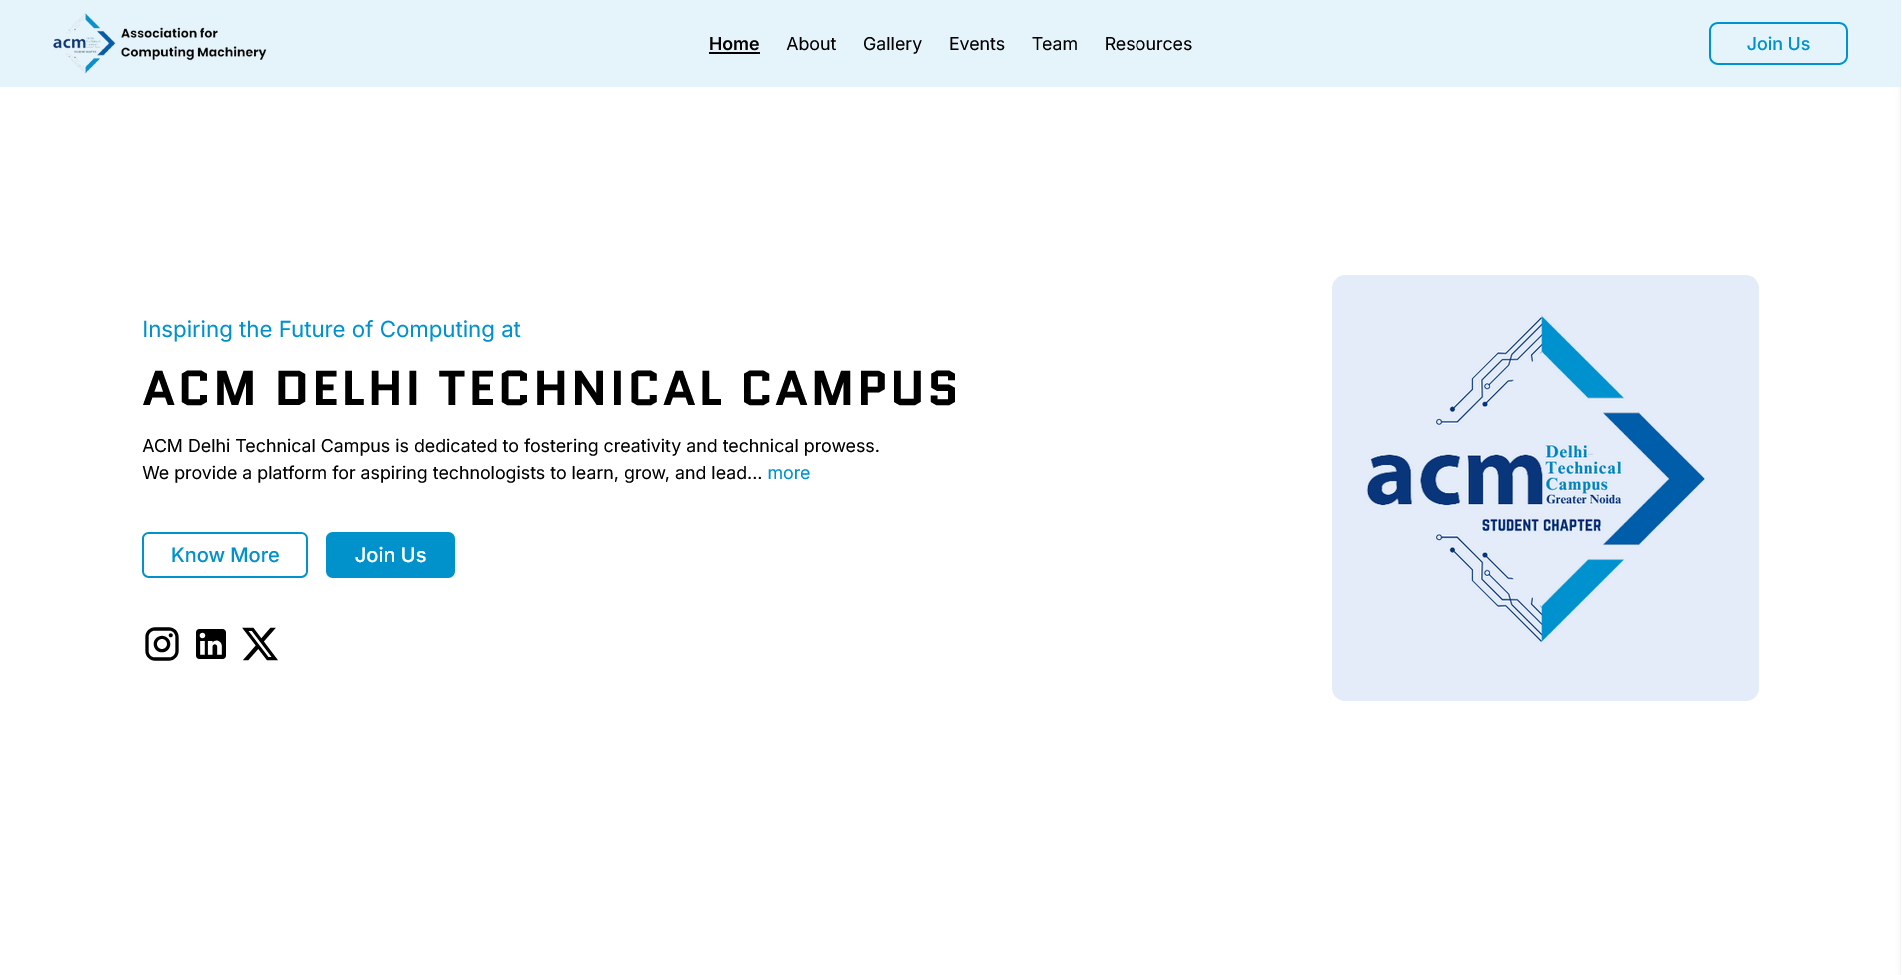 acm
Association for
Computing Machinery
Home About Gallery Events Team Resources
Join Us
Inspiring the Future of Computing at
ACM DELHI TECHNICAL CAMPUS
ACM Delhi Technical Campus is dedicated to fostering creativity and technical prowess.
We provide a platform for aspiring technologists to learn, grow, and lead... more
Know More Join Us
acm
Delhi
Technical
Campus
Greater Noida
STUDENT CHAPTER